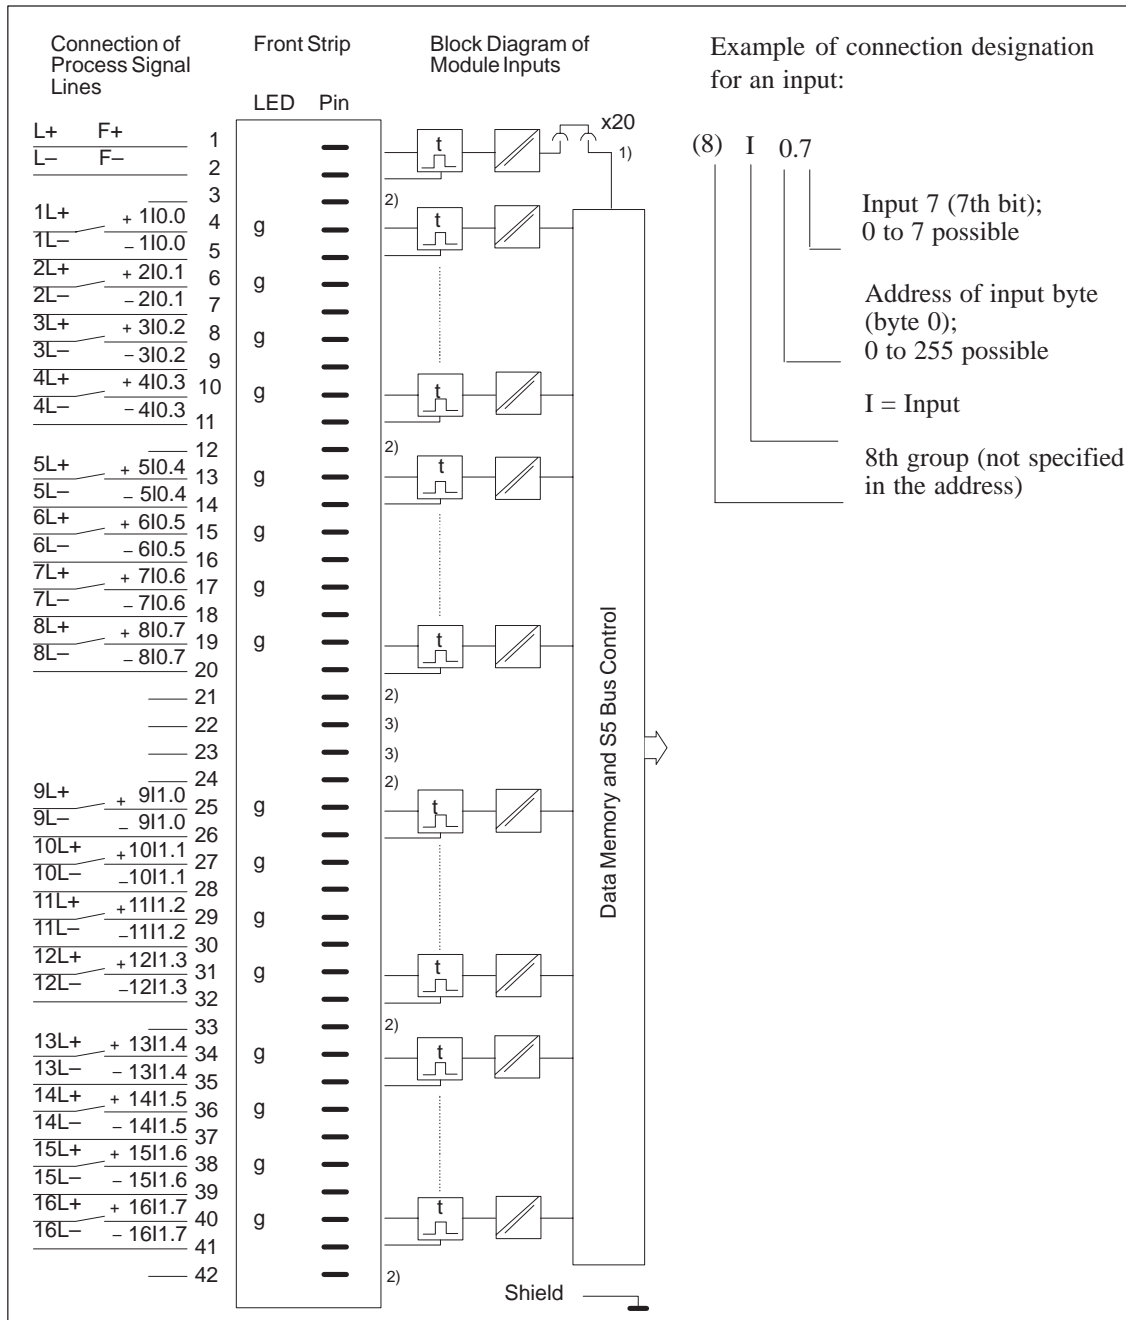 Connection of
Process Signal
Lines
Front Strip
LED Pin
Block Diagram of
Module Inputs
Example of connection designation
for an input:
L+ F+ 1
L– F– 2
3 2)
1L+ + 1I0.0 4 g
1L– – 1I0.0 5
2L+ + 2I0.1 6 g
2L– – 2I0.1 7
3L+ + 3I0.2 8 g
3L– – 3I0.2 9
4L+ + 4I0.3 10 g
4L– – 4I0.3 11
12 2)
5L+ + 5I0.4 13 g
5L– – 5I0.4 14
6L+ + 6I0.5 15 g
6L– – 6I0.5 16
7L+ + 7I0.6 17 g
7L– – 7I0.6 18
8L+ + 8I0.7 19 g
8L– – 8I0.7 20
21 2)
22 3)
23 3)
24 2)
9L+ + 9I1.0 25 g
9L– – 9I1.0 26
10L+ +10I1.1 27 g
10L– –10I1.1 28
11L+ +11I1.2 29 g
11L– –11I1.2 30
12L+ +12I1.3 31 g
12L– –12I1.3 32
33 2)
13L+ + 13I1.4 34 g
13L– – 13I1.4 35
14L+ + 14I1.5 36 g
14L– – 14I1.5 37
15L+ + 15I1.6 38 g
15L– – 15I1.6 39
16L+ + 16I1.7 40 g
16L– – 16I1.7 41
42 2)
t
t
t
t
t
t
t
t
t
x20
1)
Data Memory and S5 Bus Control
Shield
(8) I 0.7
Input 7 (7th bit);
0 to 7 possible
Address of input byte
(byte 0);
0 to 255 possible
I = Input
8th group (not specified
in the address)